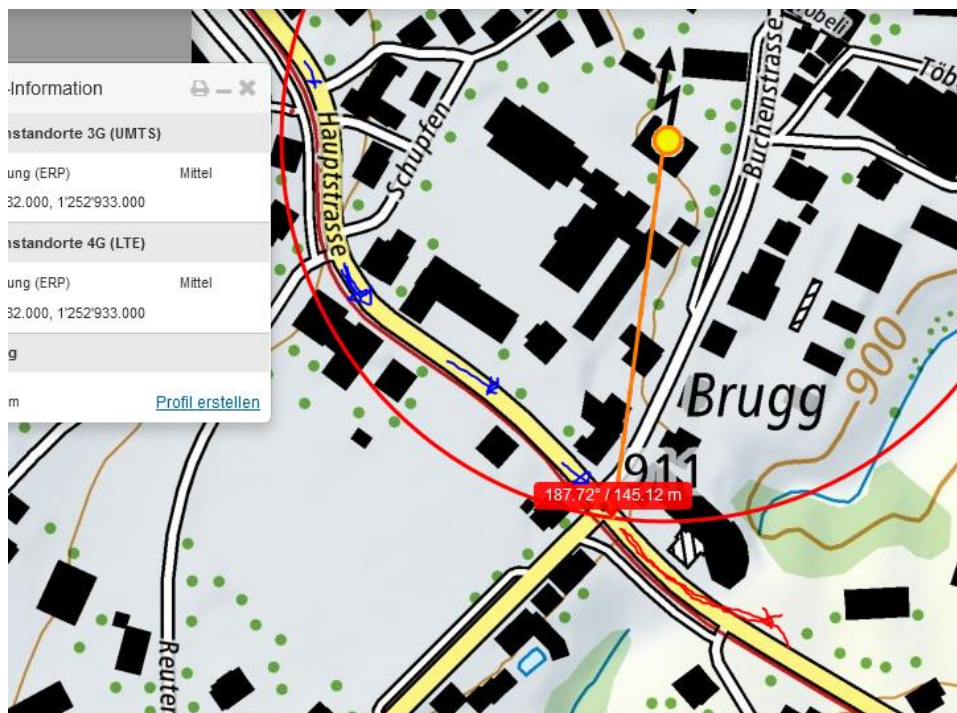 -Information
nstandorte 3G (UMTS)
ung (ERP) Mittel
32.000, 1'252'933.000
nstandorte 4G (LTE)
ung (ERP) Mittel
32.000, 1'252'933.000
g
m Profil erstellen
Hauptstrasse
Schupfen
Buchenstrasse
Töbeli
Töb
Brugg
900
911
187.72° / 145.12 m
Reuten